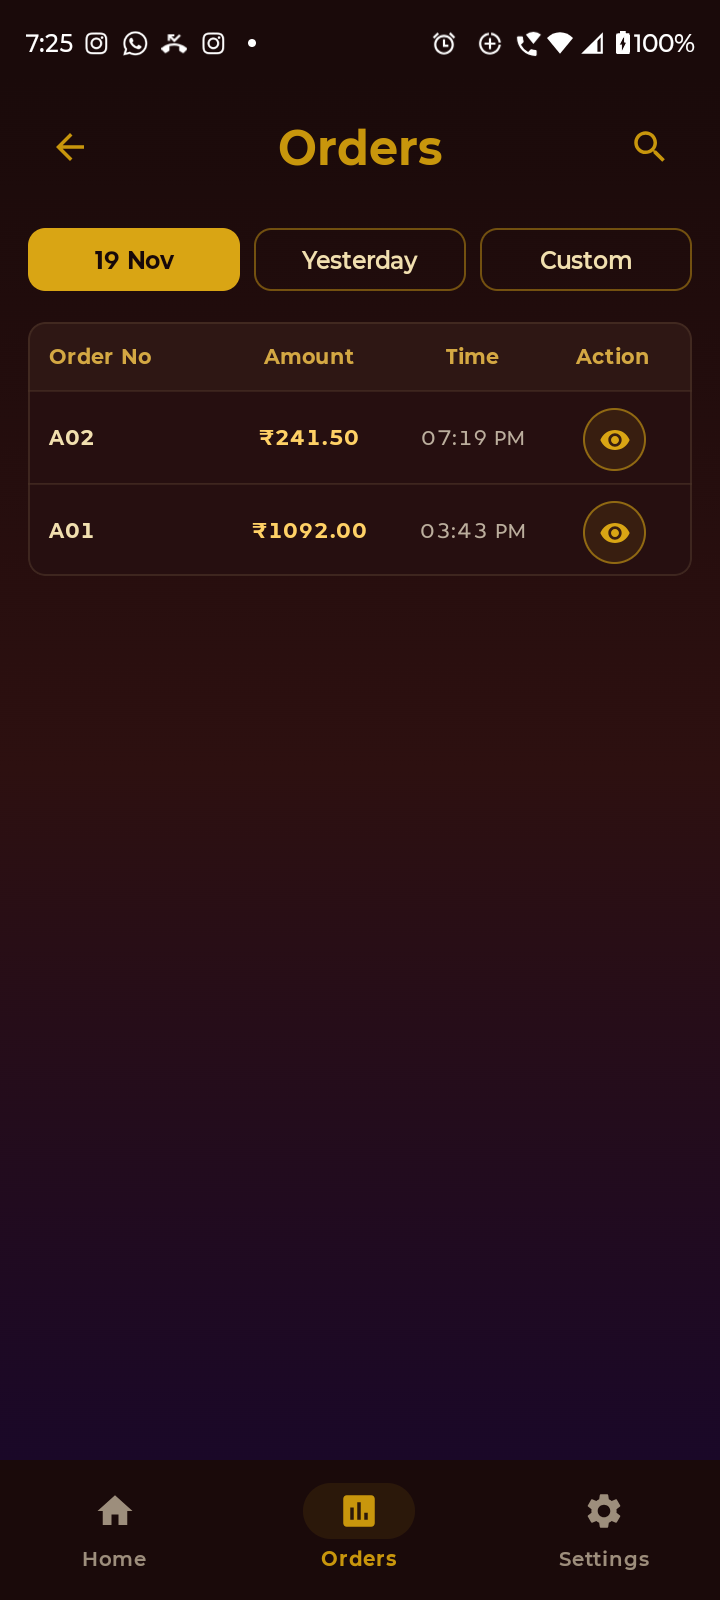 7:25 100%
Orders
19 Nov Yesterday Custom
Order No Amount Time Action
A02 ₹241.50 07:19 PM
A01 ₹1092.00 03:43 PM
Home Orders Settings